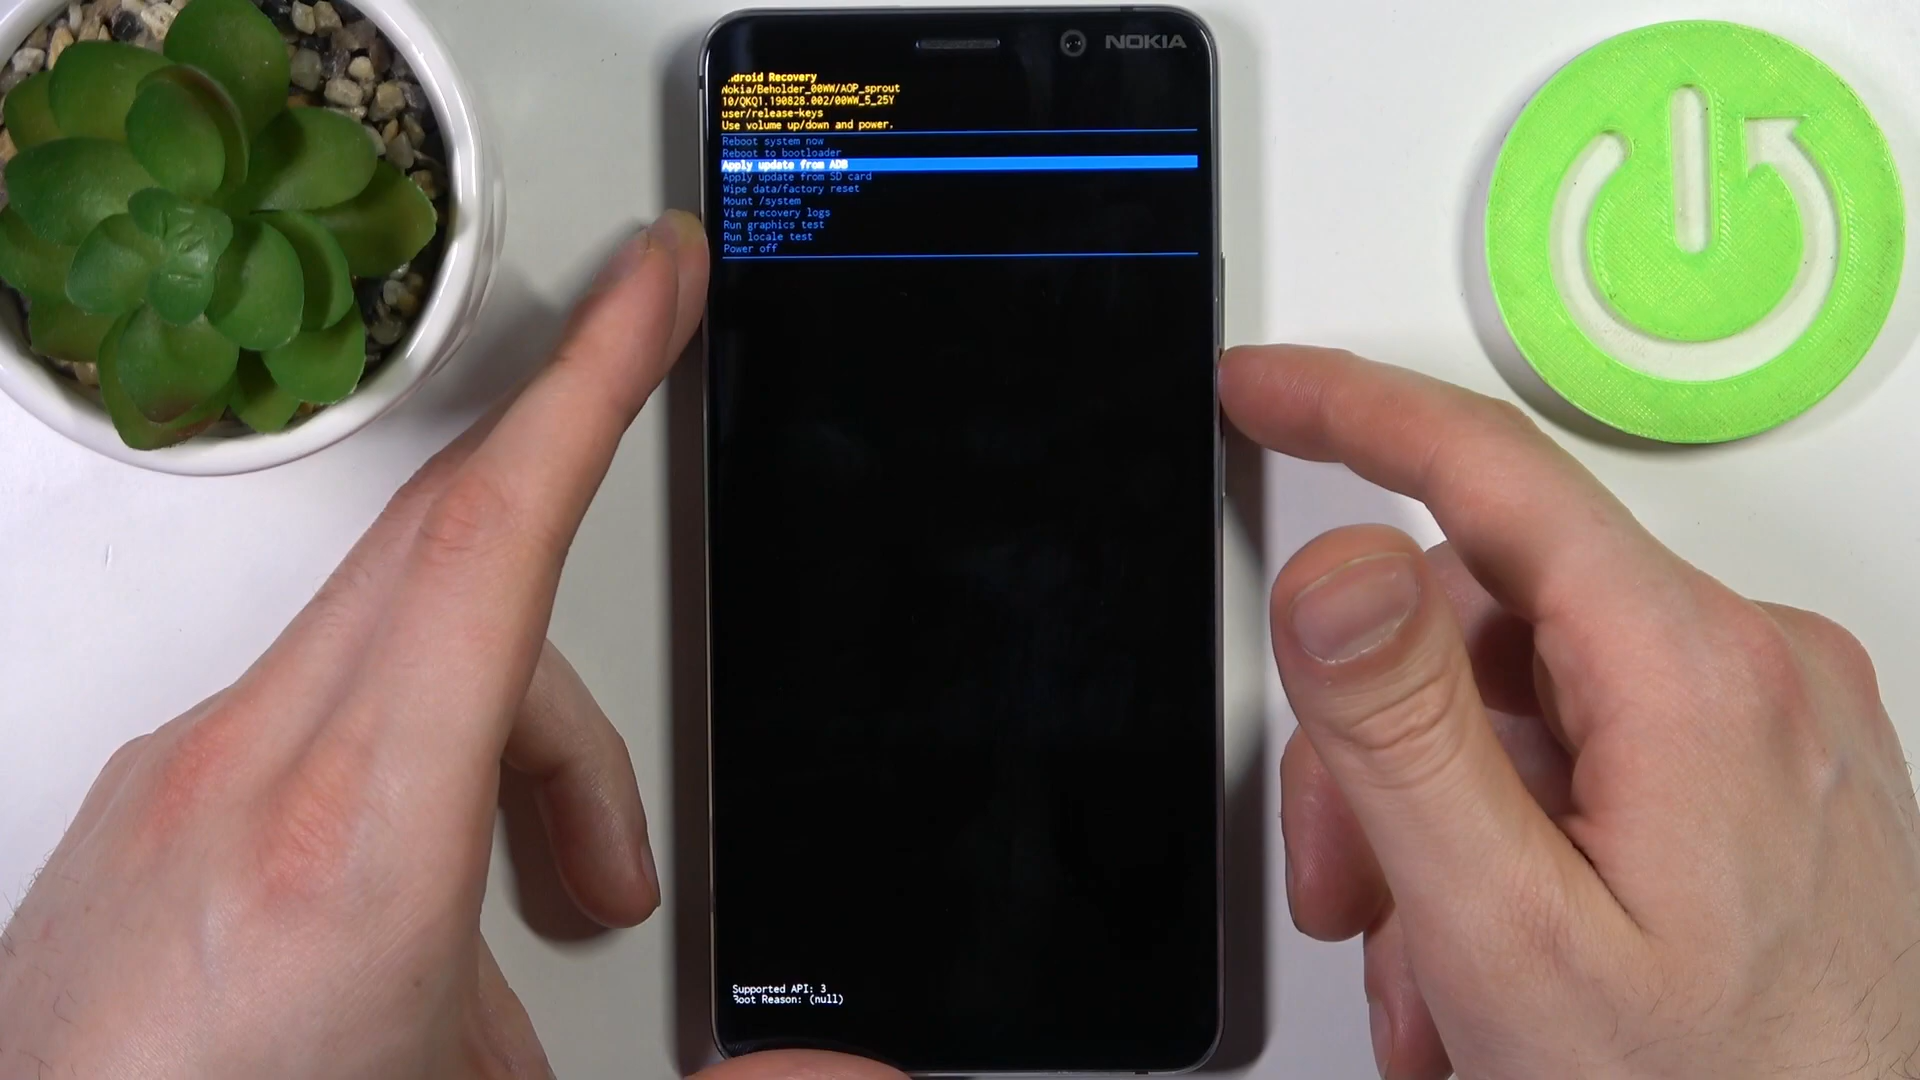 NOKIA
Android Recovery
Nokia/Beholder_00WW/AOP_sprout
10/QKQ1.190828.002/00WW_5_25Y
user/release-keys
Use volume up/down and power.
Reboot system now
Reboot to bootloader
Apply update from ADB
Apply update from SD card
Wipe data/factory reset
Mount /system
View recovery logs
Run graphics test
Run locale test
Power off
Supported API: 3
Boot Reason: (null)